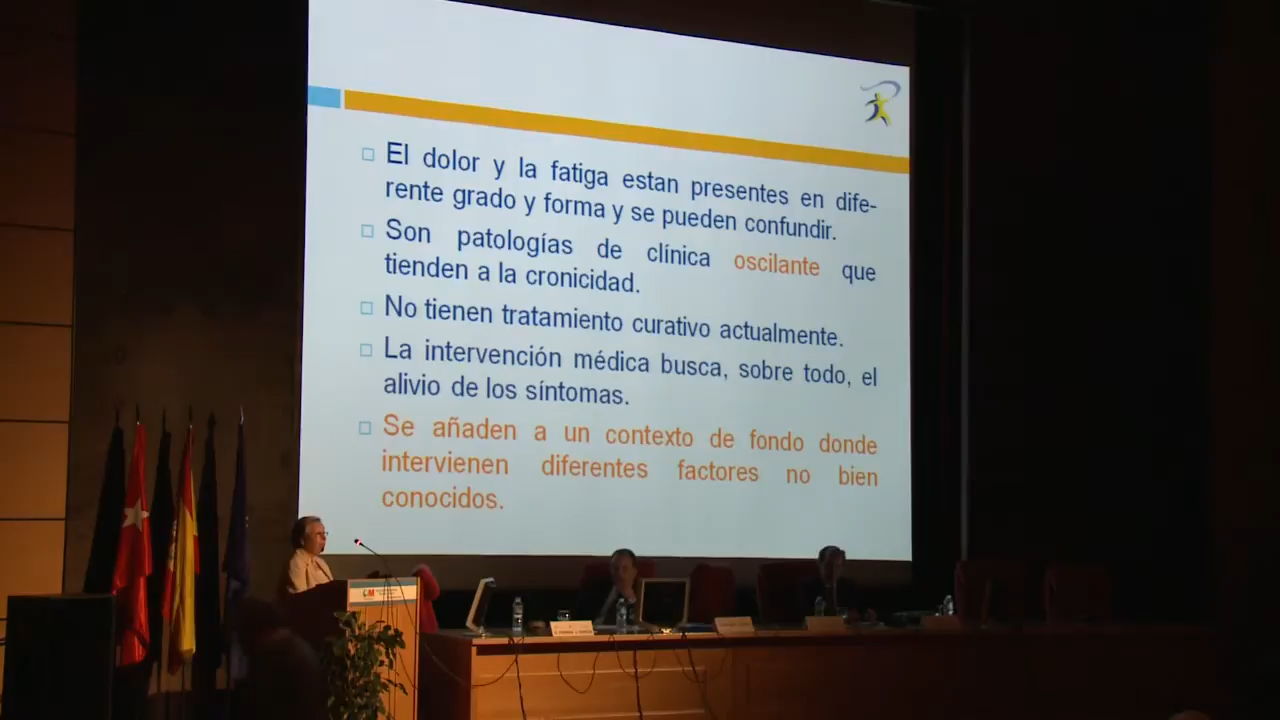 El dolor y la fatiga estan presentes en dife-
rente grado y forma y se pueden confundir.
Son patologías de clínica oscilante que
tienden a la cronicidad.
No tienen tratamiento curativo actualmente.
La intervención médica busca, sobre todo, el
alivio de los síntomas.
Se añaden a un contexto de fondo donde
intervienen diferentes factores no bien
conocidos.